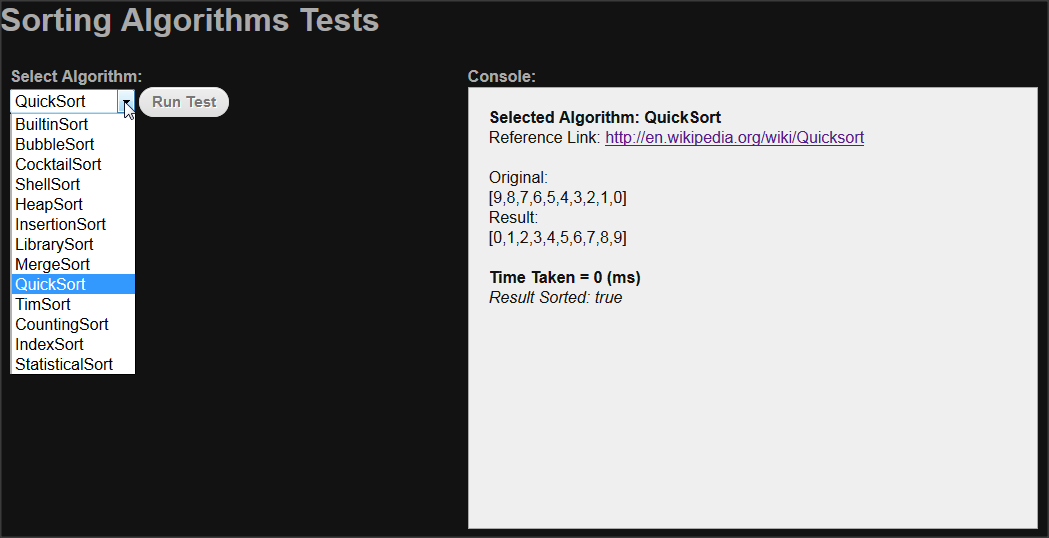 Sorting Algorithms Tests
Select Algorithm:
QuickSort
Run Test
BuiltinSort
BubbleSort
CocktailSort
ShellSort
HeapSort
InsertionSort
LibrarySort
MergeSort
QuickSort
TimSort
CountingSort
IndexSort
StatisticalSort
Console:
Selected Algorithm: QuickSort
Reference Link: http://en.wikipedia.org/wiki/Quicksort
Original:
[9,8,7,6,5,4,3,2,1,0]
Result:
[0,1,2,3,4,5,6,7,8,9]
Time Taken = 0 (ms)
Result Sorted: true